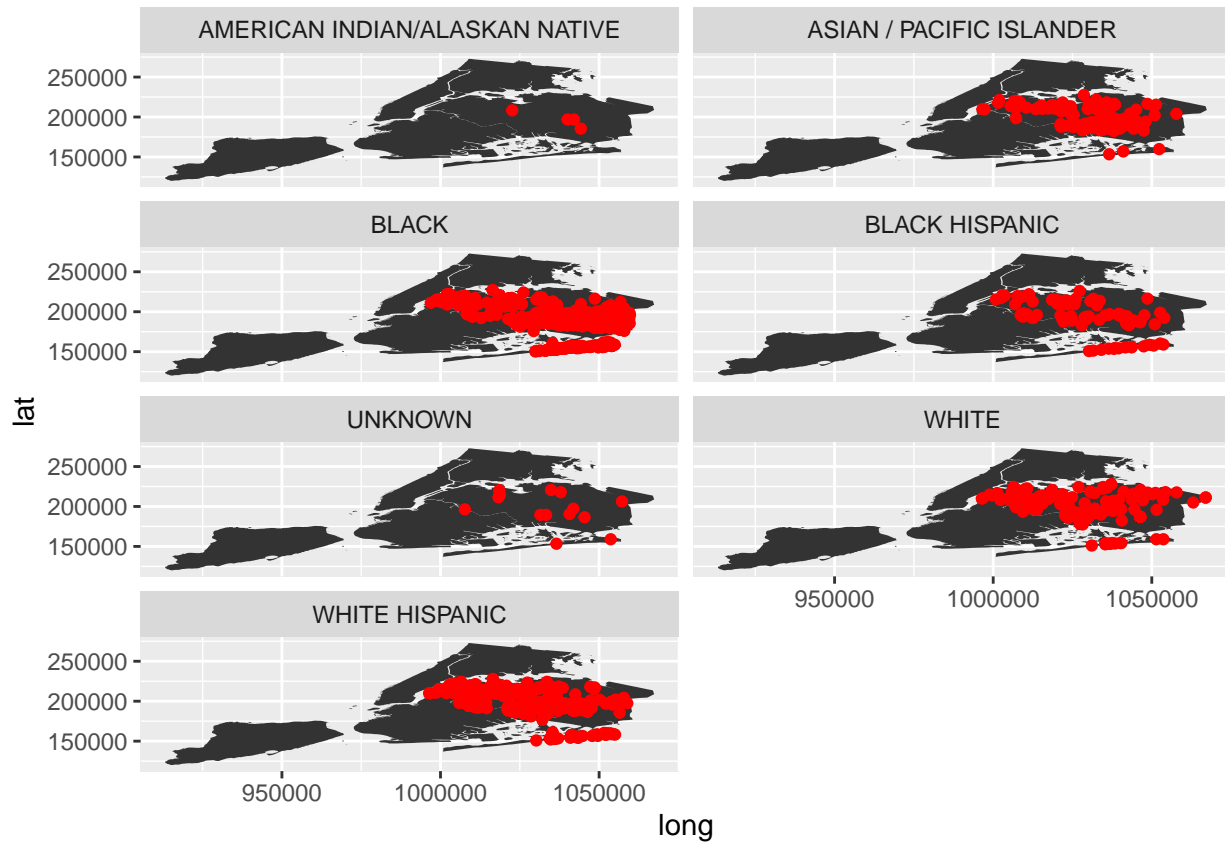 AMERICAN INDIAN/ALASKAN NATIVE
ASIAN / PACIFIC ISLANDER
250000
200000
150000
BLACK
BLACK HISPANIC
250000
200000
150000
lat
UNKNOWN
WHITE
250000
200000
150000
950000
1000000
1050000
WHITE HISPANIC
250000
200000
150000
950000
1000000
1050000
long